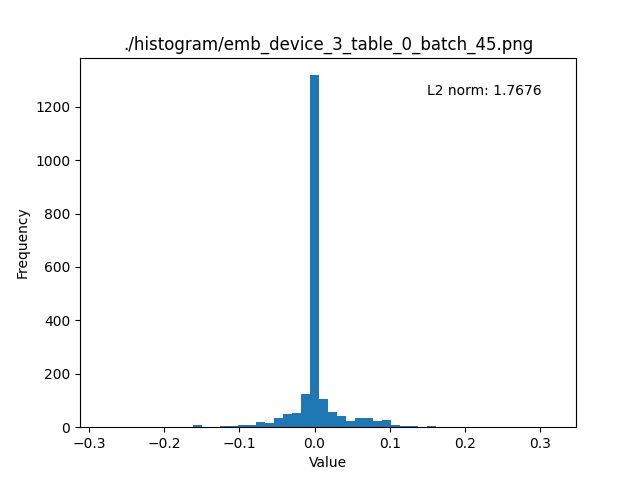 ./histogram/emb_device_3_table_0_batch_45.png
L2 norm: 1.7676
Frequency
1200
1000
800
600
400
200
0
−0.3 −0.2 −0.1 0.0 0.1 0.2 0.3
Value